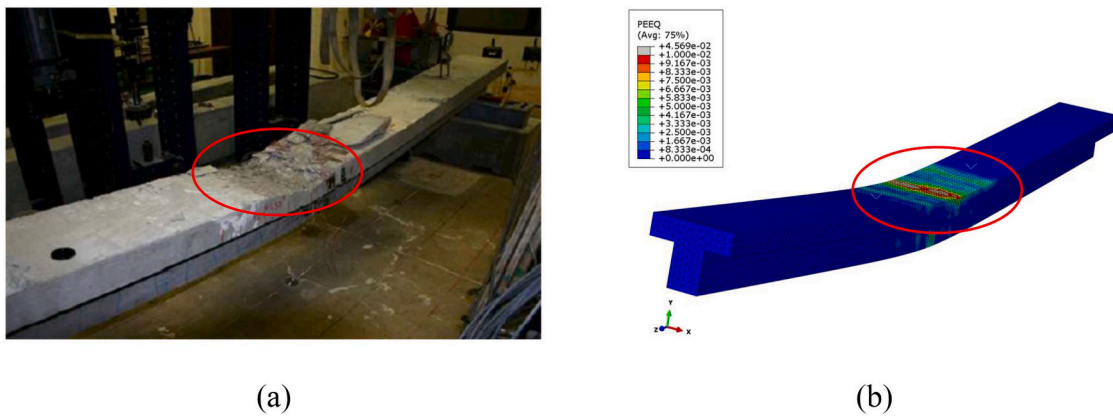 PEEQ
(Avg: 75%)
+4.569e-02
+1.000e-02
+9.167e-03
+8.333e-03
+7.500e-03
+6.667e-03
+5.833e-03
+5.000e-03
+4.167e-03
+3.333e-03
+2.500e-03
+1.667e-03
+8.333e-04
+0.000e+00
Y
Z
X
(a)
(b)